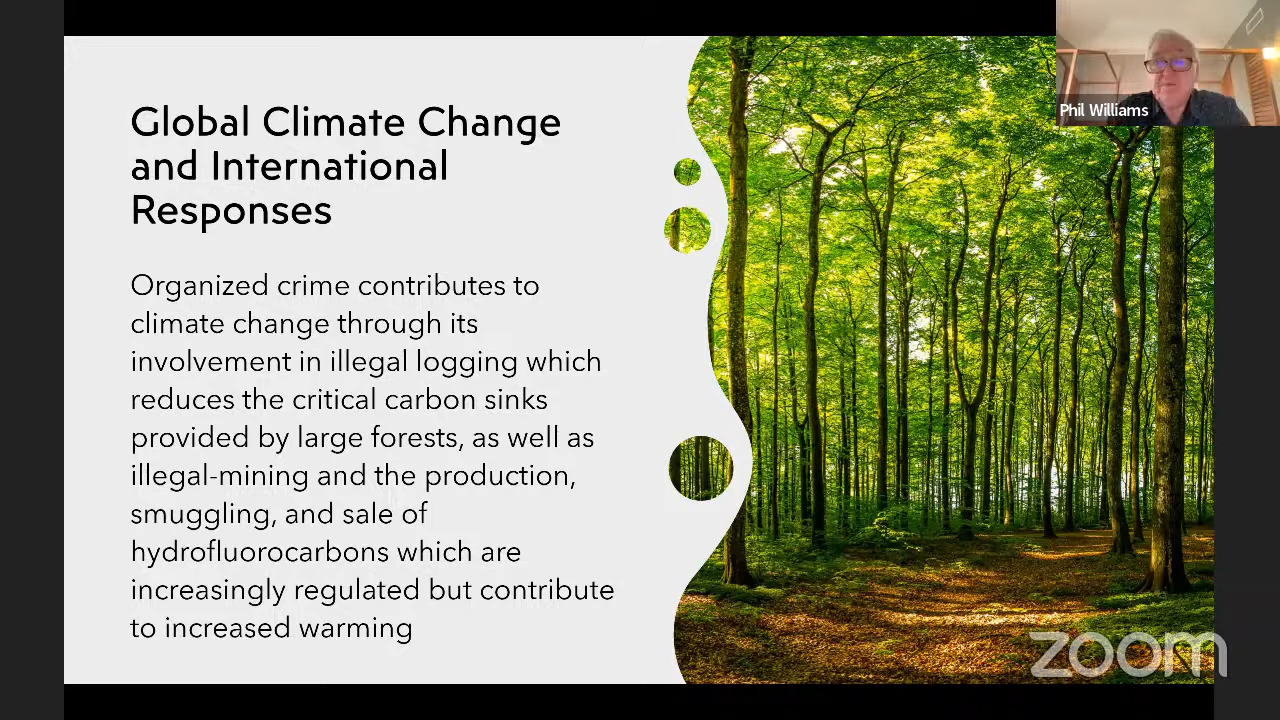 Global Climate Change
and International
Responses
Organized crime contributes to
climate change through its
involvement in illegal logging which
reduces the critical carbon sinks
provided by large forests, as well as
illegal-mining and the production,
smuggling, and sale of
hydrofluorocarbons which are
increasingly regulated but contribute
to increased warming
Phil Williams
zoom